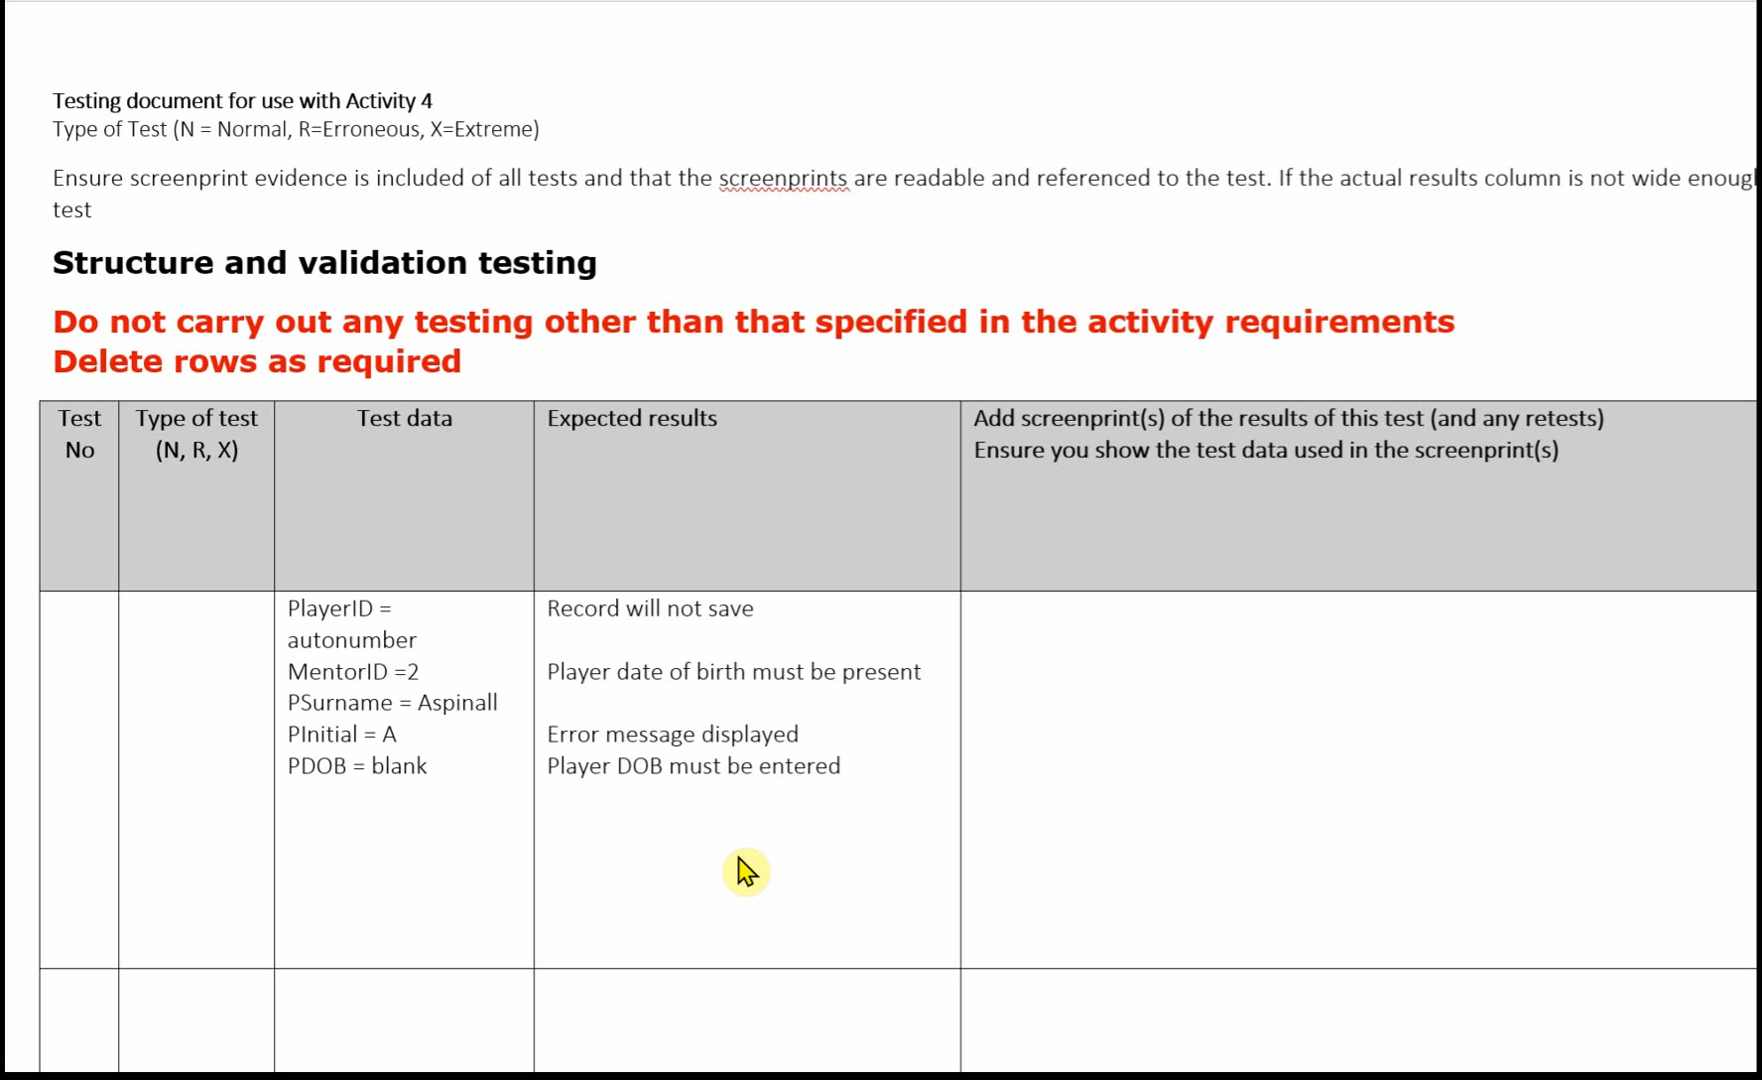 Testing document for use with Activity 4
Type of Test (N = Normal, R=Erroneous, X=Extreme)
Ensure screenprint evidence is included of all tests and that the screenprints are readable and referenced to the test. If the actual results column is not wide enoug
test
Structure and validation testing
Do not carry out any testing other than that specified in the activity requirements
Delete rows as required
Test No
Type of test (N, R, X)
Test data
Expected results
Add screenprint(s) of the results of this test (and any retests)
Ensure you show the test data used in the screenprint(s)
PlayerID =
autonumber
MentorID =2
PSurname = Aspinall
PInitial = A
PDOB = blank
Record will not save
Player date of birth must be present
Error message displayed
Player DOB must be entered